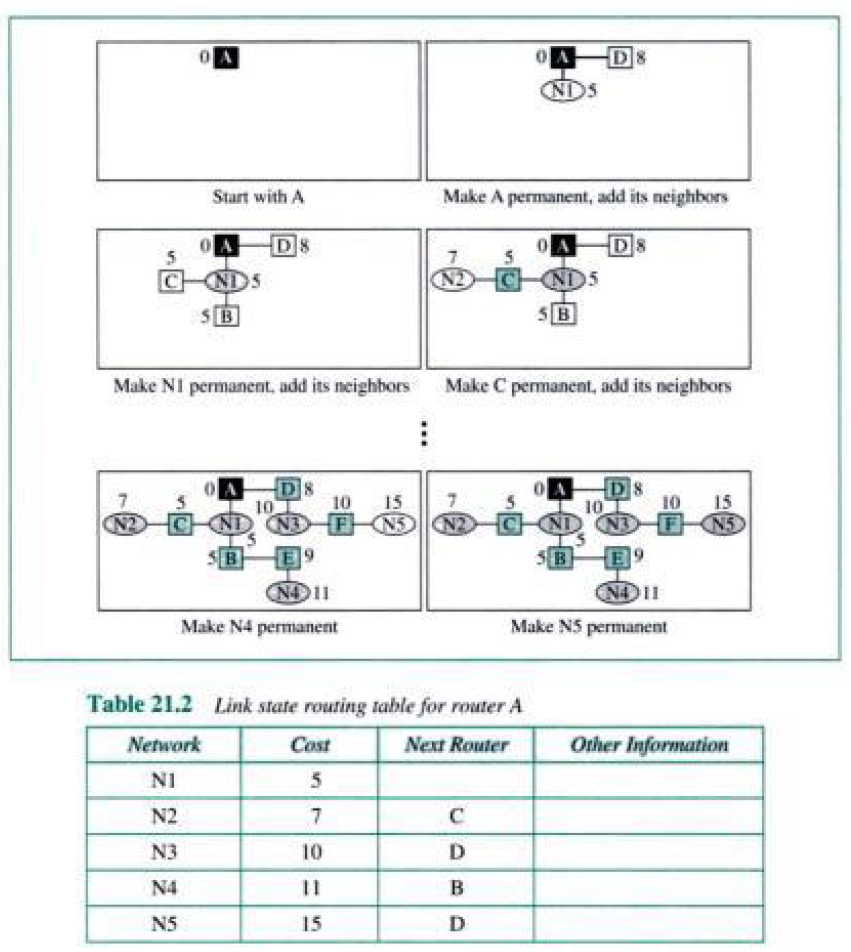 0 A
0 A D 8
N1 5
Start with A
Make A permanent, add its neighbors
0 A D 8
5
C N1 5
5 B
0 A D 8
7 5
N2 C N1 5
5 B
Make N1 permanent, add its neighbors
Make C permanent, add its neighbors
0 A D 8
7 5 10 10 15
N2 C N1 N3 F N5
5
5 B E 9
N4 11
0 A D 8
7 5 10 10 15
N2 C N1 N3 F N5
5
5 B E 9
N4 11
Make N4 permanent
Make N5 permanent
Table 21.2 Link state routing table for router A
Network Cost Next Router Other Information
N1 5
N2 7 C
N3 10 D
N4 11 B
N5 15 D